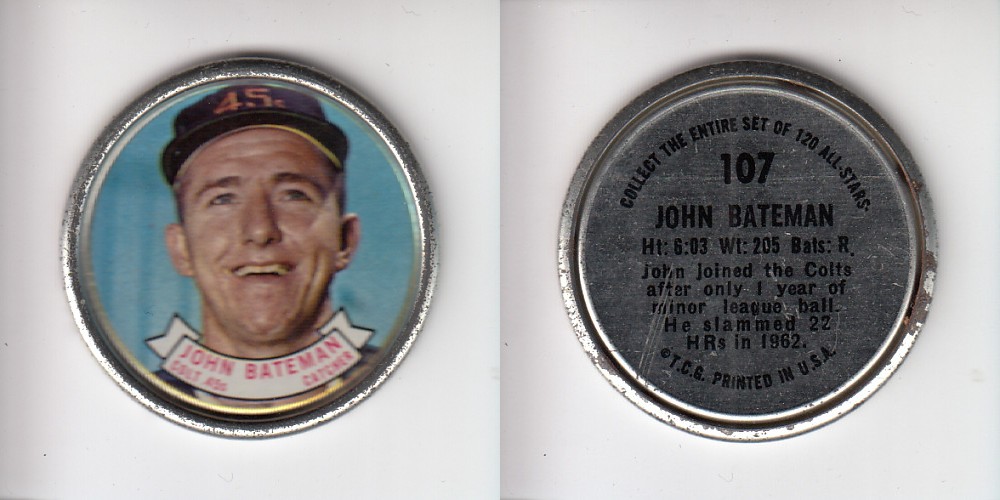 45s
JOHN BATEMAN
COLT .45s CATCHER
COLLECT THE ENTIRE SET OF 120 ALL-STARS·
107
JOHN BATEMAN
Ht: 6:03 Wt: 205 Bats: R.
John joined the Colts
after only 1 year of
minor league ball.
He slammed 22
HRs in 1962.
©T.C.G. PRINTED IN U.S.A.